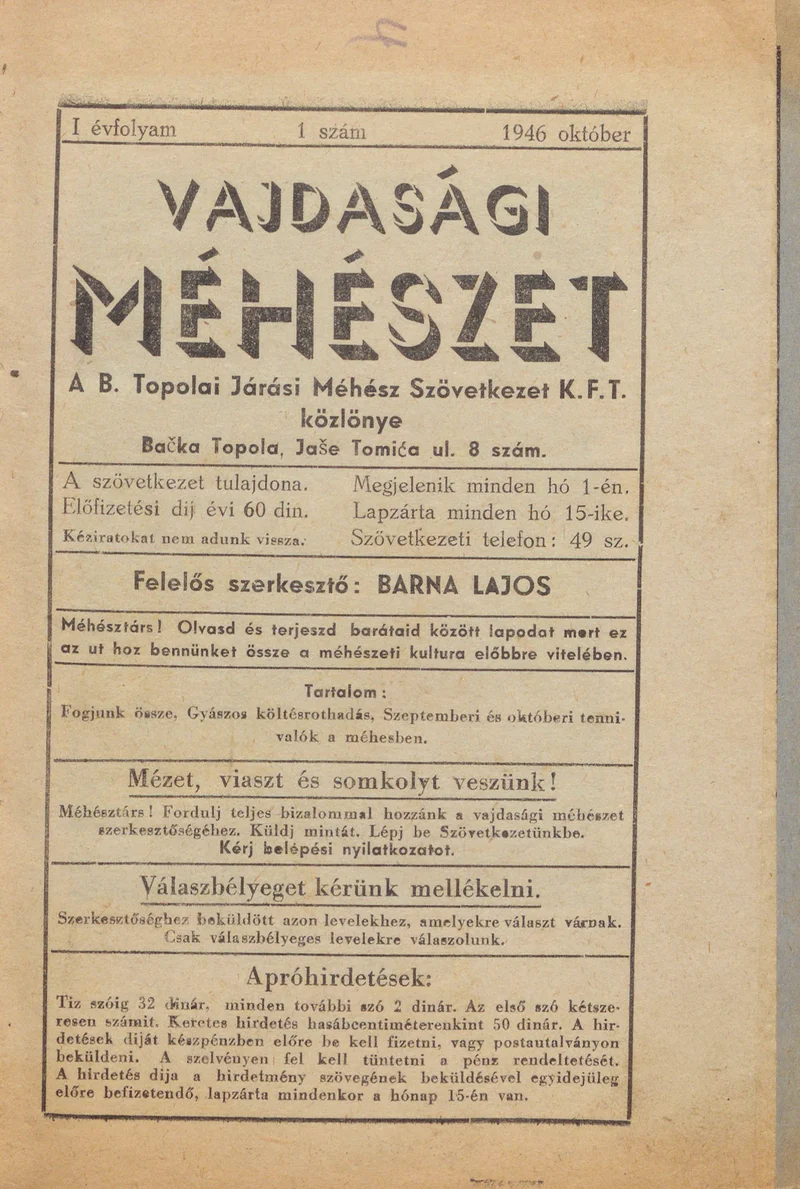 I évfolyam 1 szám 1946 október
VAJDASÁGI
MÉHÉSZET
A B. Topolai Járási Méhész Szövetkezet K.F.T.
közlönye
Bačka Topola, Jaše Tomića ul. 8 szám.
A szövetkezet tulajdona. Megjelenik minden hó 1-én.
Előfizetési dij évi 60 din. Lapzárta minden hó 15-ike.
Kéziratokat nem adunk vissza. Szövetkezeti telefon: 49 sz.
Felelős szerkesztő: BARNA LAJOS
Méhésztárs! Olvasd és terjeszd barátaid között lapodat mert ez
az ut hoz bennünket össze a méhészeti kultura előbbre vitelében.
Tartalom:
Fogjunk össze, Gyászos költésrothadás, Szeptemberi és októberi tenni-
valók a méhesben.
Mézet, viaszt és somkolyt veszünk!
Méhésztárs! Fordulj teljes bizalommal hozzánk a vajdasági méhészet
szerkesztőségéhez. Küldj mintát. Lépj be Szövetkezetünkbe.
Kérj belépési nyilatkozatot.
Válaszbélyeget kérünk mellékelni.
Szerkesztőséghez beküldött azon levelekhez, amelyekre választ várnak.
Csak válaszbélyeges levelekre válaszolunk.
Apróhirdetések:
Tiz szóig 32 dinár, minden további szó 2 dinár. Az első szó kétsze-
resen számit. Keretes hirdetés hasábcentiméterenkint 50 dinár. A hir-
detések diját készpénzben előre be kell fizetni, vagy postautalványon
beküldeni. A szelvényen fel kell tüntetni a pénz rendeltetését.
A hirdetés dija a hirdetmény szövegének beküldésével egyidejüleg
előre befizetendő, lapzárta mindenkor a hónap 15-én van.